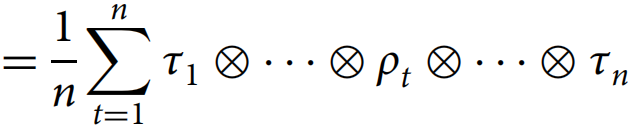 = \frac{1}{n} \sum_{t=1}^{n} \tau_1 \otimes \cdots \otimes \rho_t \otimes \cdots \otimes \tau_n